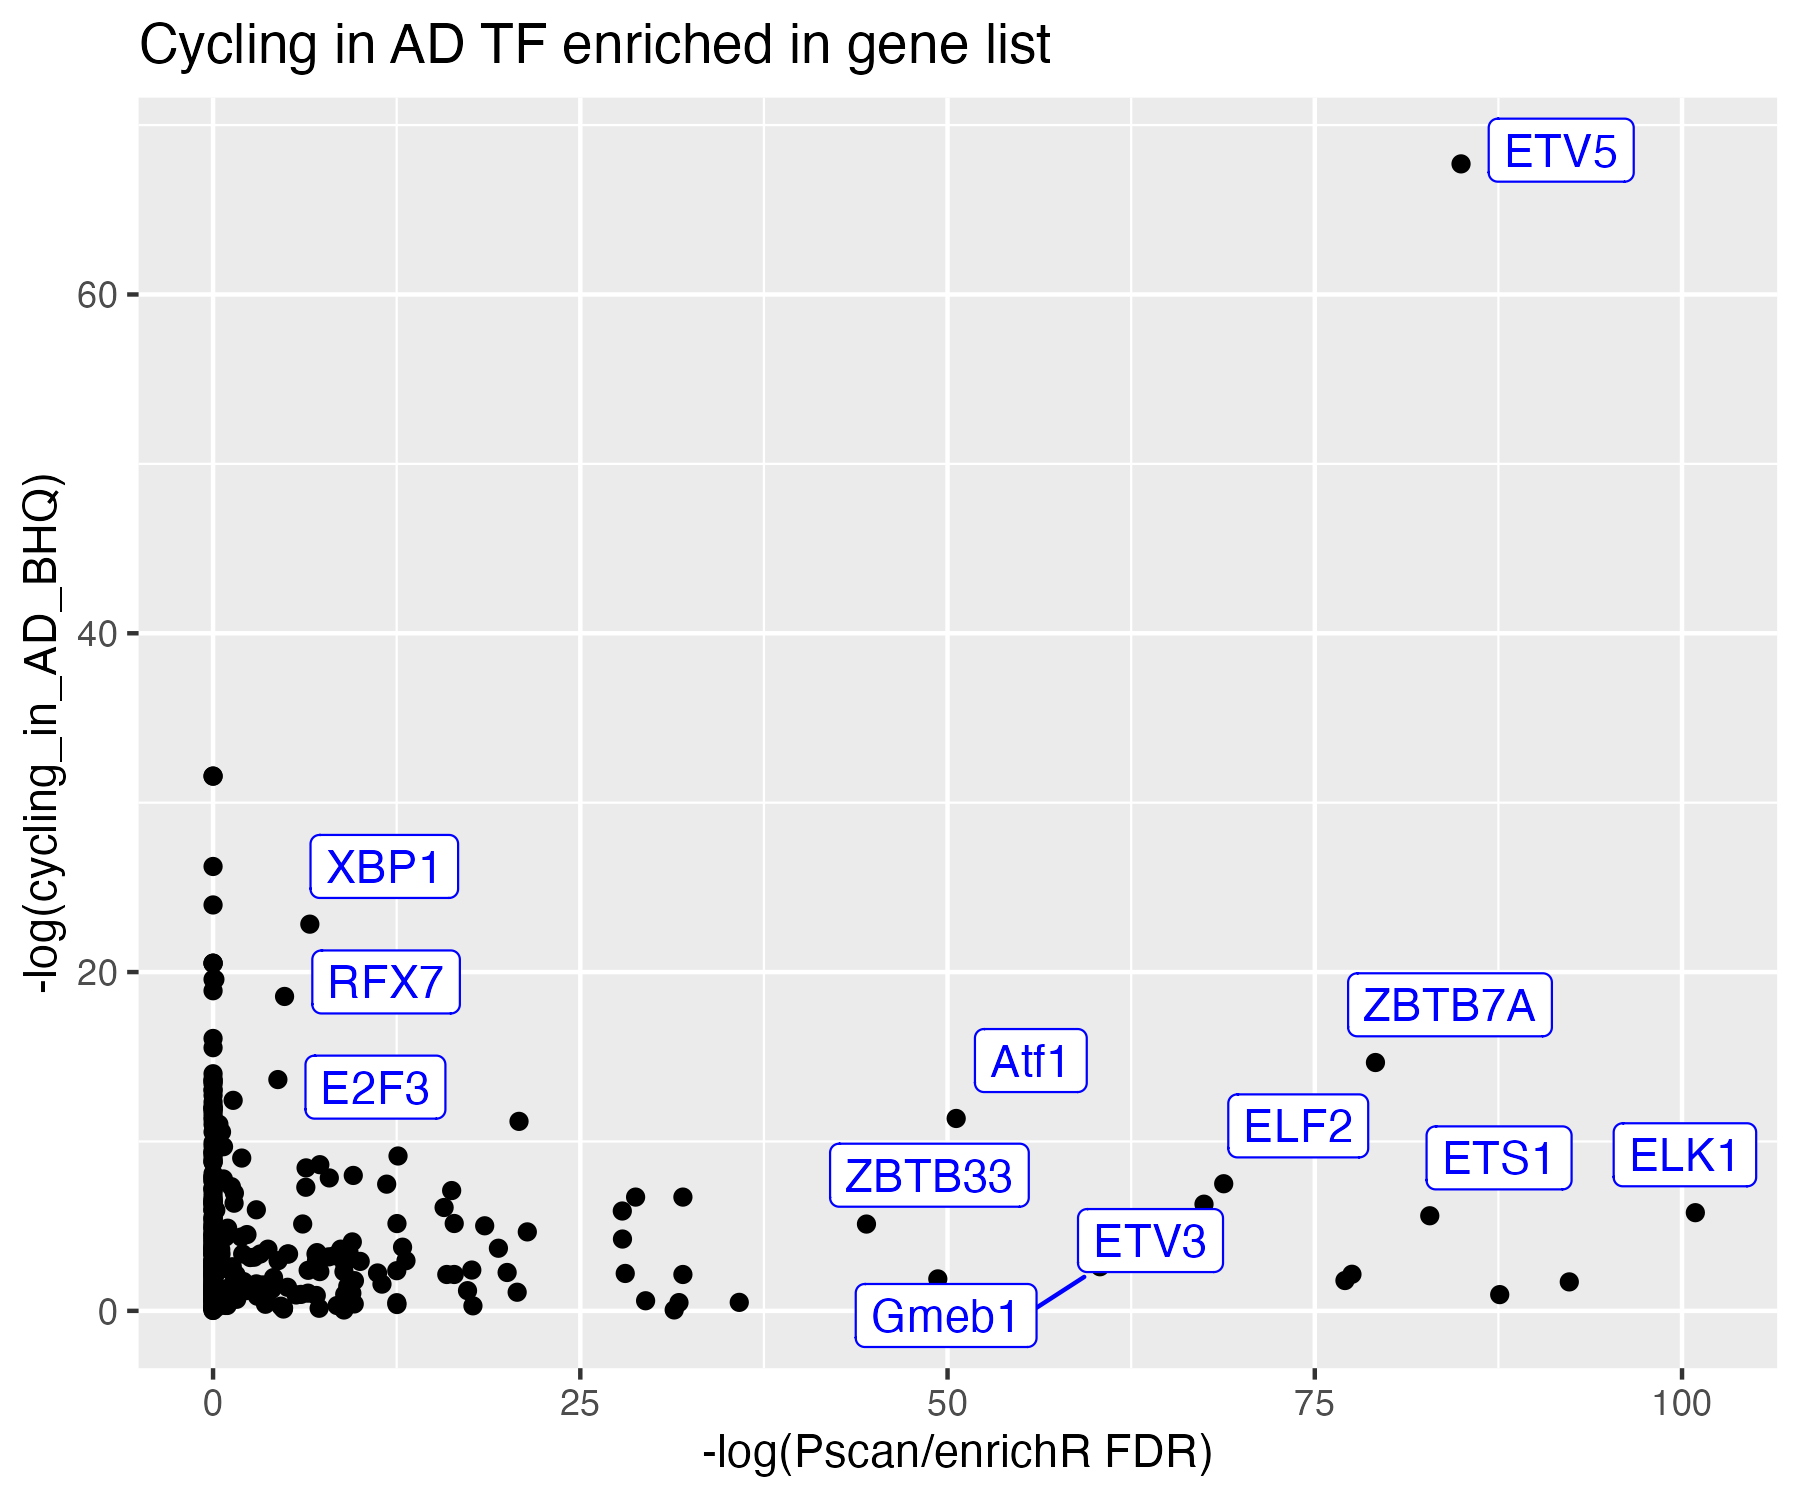 Cycling in AD TF enriched in gene list
ETV5
60
40
XBP1
RFX7
20
ZBTB7A
Atf1
E2F3
ELF2
ETS1
ELK1
ZBTB33
ETV3
Gmeb1
0
0
25
50
75
100
-log(Pscan/enrichR FDR)
-log(cycling_in_AD_BHQ)